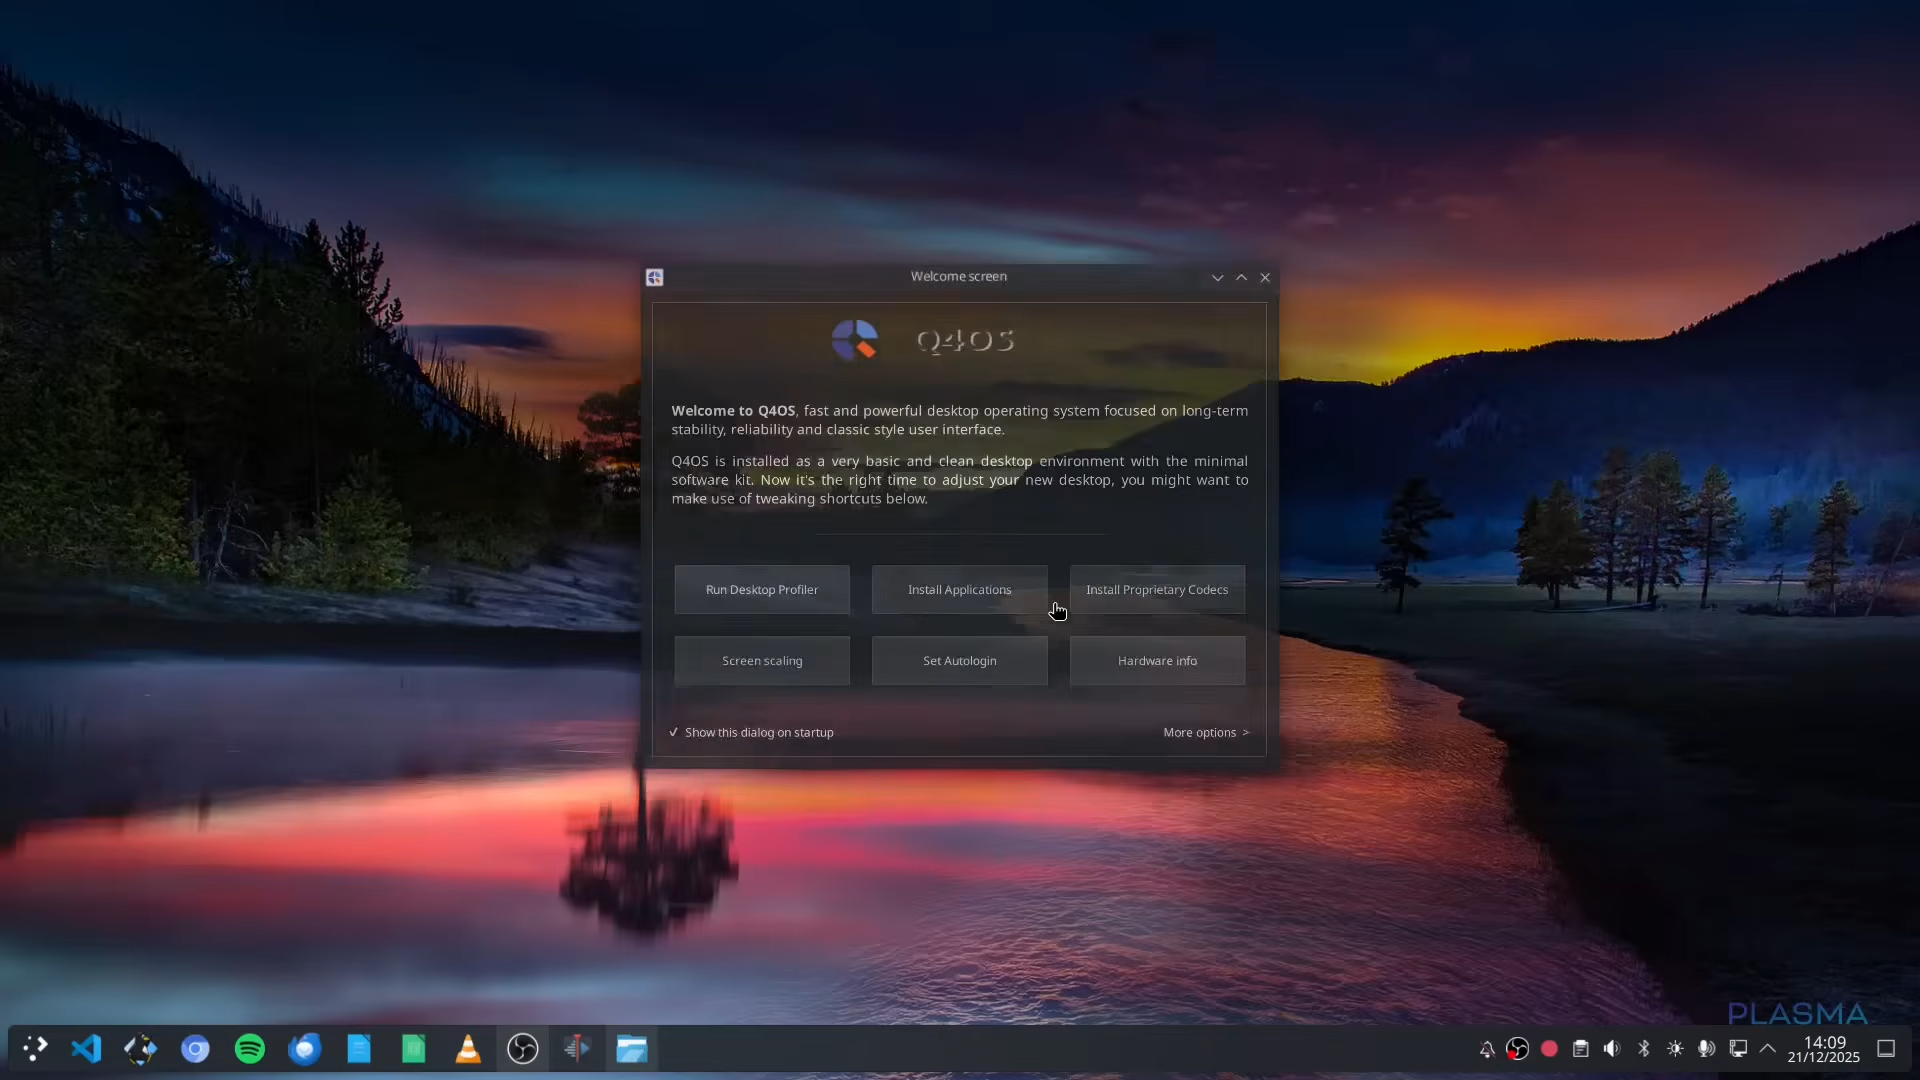 Welcome screen
Q4OS
Welcome to Q4OS, fast and powerful desktop operating system focused on long-term
stability, reliability and classic style user interface.
Q4OS is installed as a very basic and clean desktop environment with the minimal
software kit. Now it's the right time to adjust your new desktop, you might want to
make use of tweaking shortcuts below.
Run Desktop Profiler
Install Applications
Install Proprietary Codecs
Screen scaling
Set Autologin
Hardware info
Show this dialog on startup
More options >
PLASMA
14:09
21/12/2025